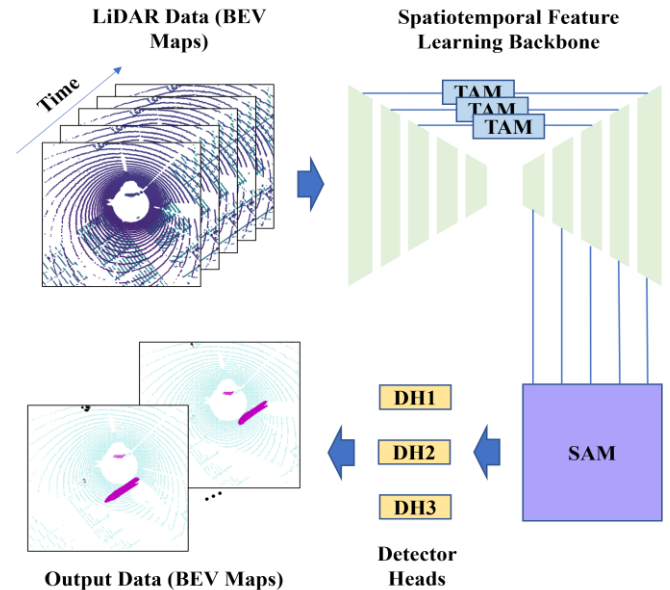 LiDAR Data (BEV
Maps)
Spatiotemporal Feature
Learning Backbone
Time
TAM
TAM
TAM
DH1
DH2
DH3
SAM
...
Detector
Heads
Output Data (BEV Maps)